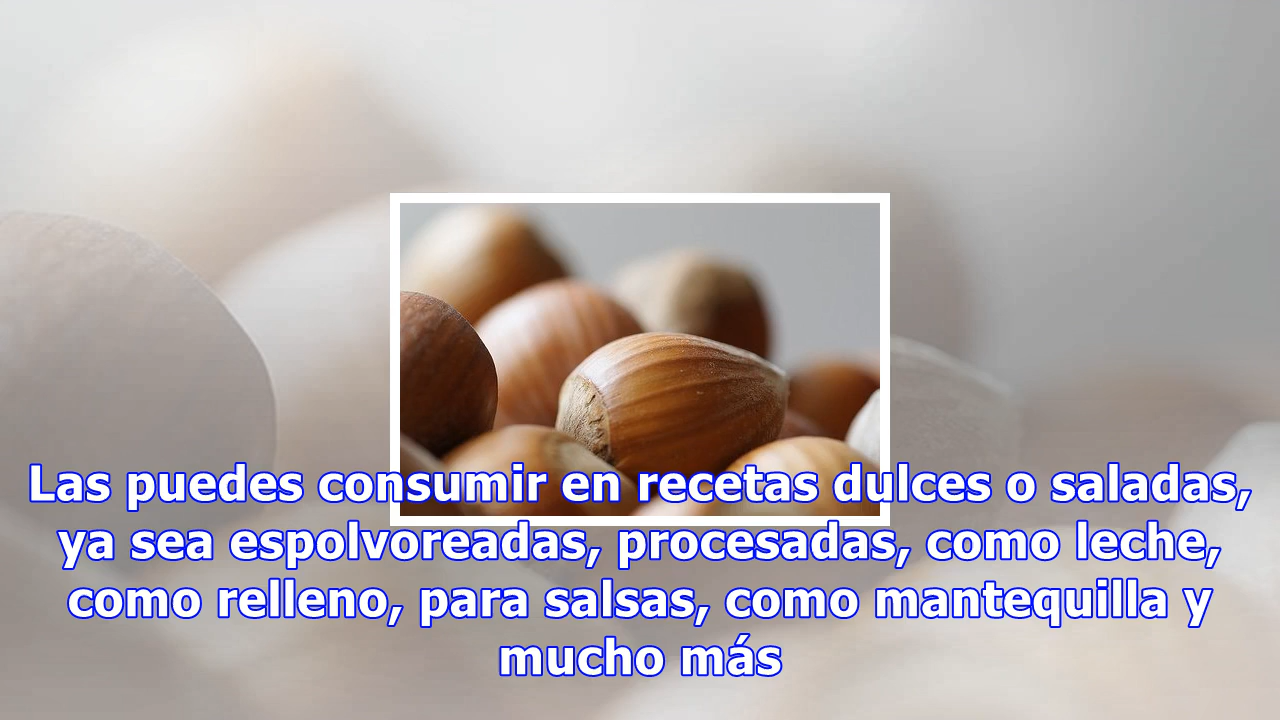 Las puedes consumir en recetas dulces o saladas,
ya sea espolvoreadas, procesadas, como leche,
como relleno, para salsas, como mantequilla y
mucho más